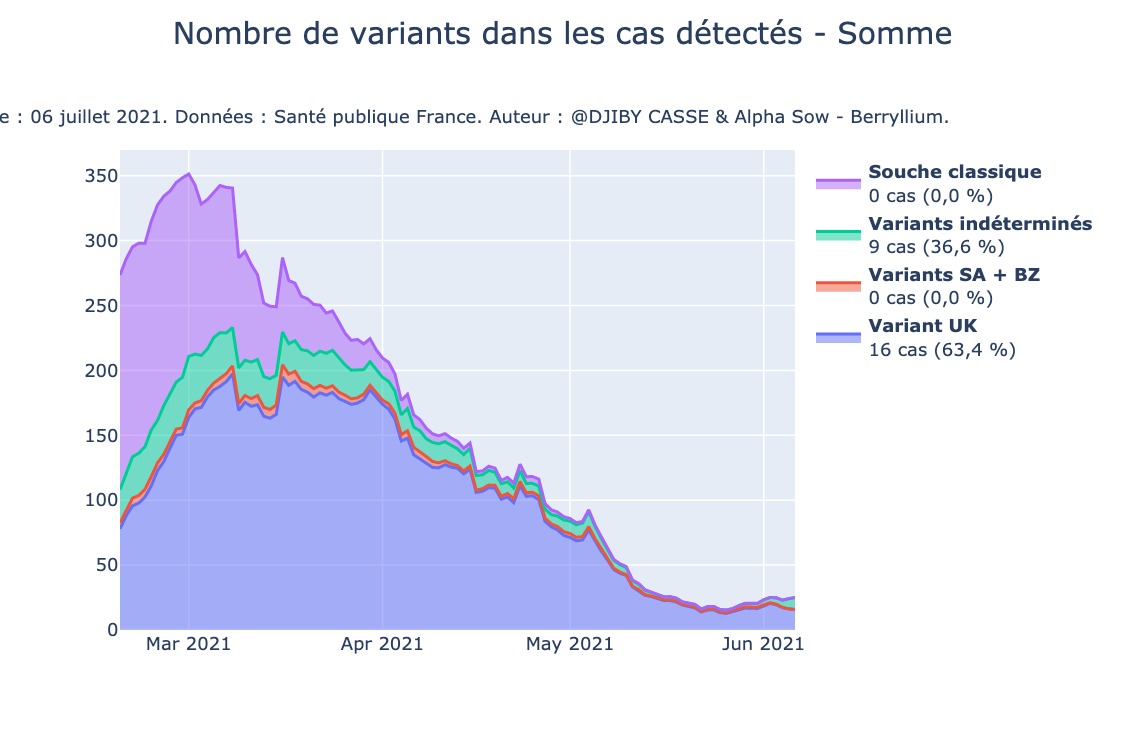 Nombre de variants dans les cas détectés - Somme
e : 06 juillet 2021. Données : Santé publique France. Auteur : @DJIBY CASSE & Alpha Sow - Berryllium.
350
300
250
200
150
100
50
0
Mar 2021
Apr 2021
May 2021
Jun 2021
Souche classique
0 cas (0,0 %)
Variants indéterminés
9 cas (36,6 %)
Variants SA + BZ
0 cas (0,0 %)
Variant UK
16 cas (63,4 %)